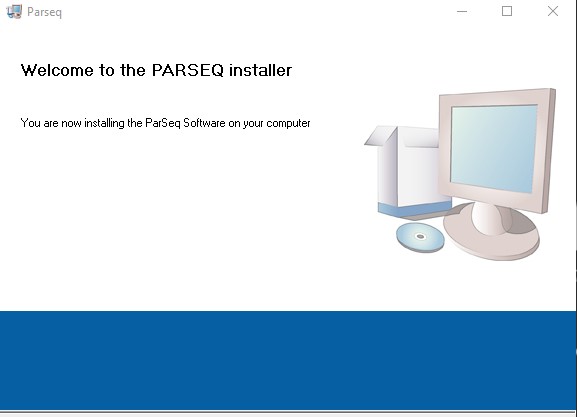 Parseq
Welcome to the PARSEQ installer
You are now installing the ParSeq Software on your computer